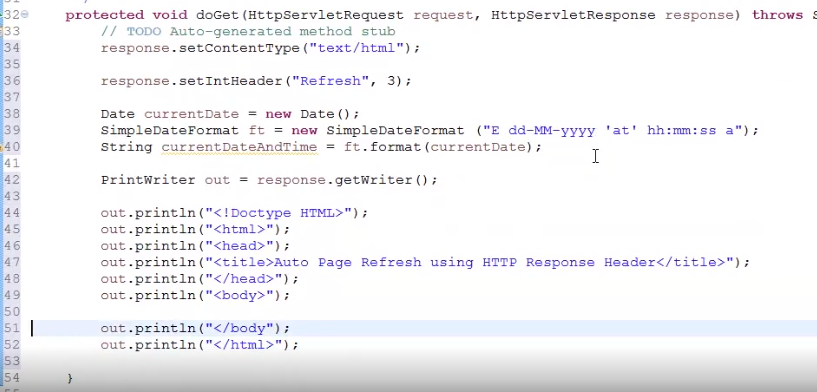 32 protected void doGet(HttpServletRequest request, HttpServletResponse response) throws S
33 // TODO Auto-generated method stub
34 response.setContentType("text/html");
35
36 response.setIntHeader("Refresh", 3);
37
38 Date currentDate = new Date();
39 SimpleDateFormat ft = new SimpleDateFormat ("E dd-MM-yyyy 'at' hh:mm:ss a");
40 String currentDateAndTime = ft.format(currentDate);
41
42 PrintWriter out = response.getWriter();
43
44 out.println("<!Doctype HTML>");
45 out.println("<html>");
46 out.println("<head>");
47 out.println("<title>Auto Page Refresh using HTTP Response Header</title>");
48 out.println("</head>");
49 out.println("<body>");
50
51 out.println("</body");
52 out.println("</html>");
53
54 }